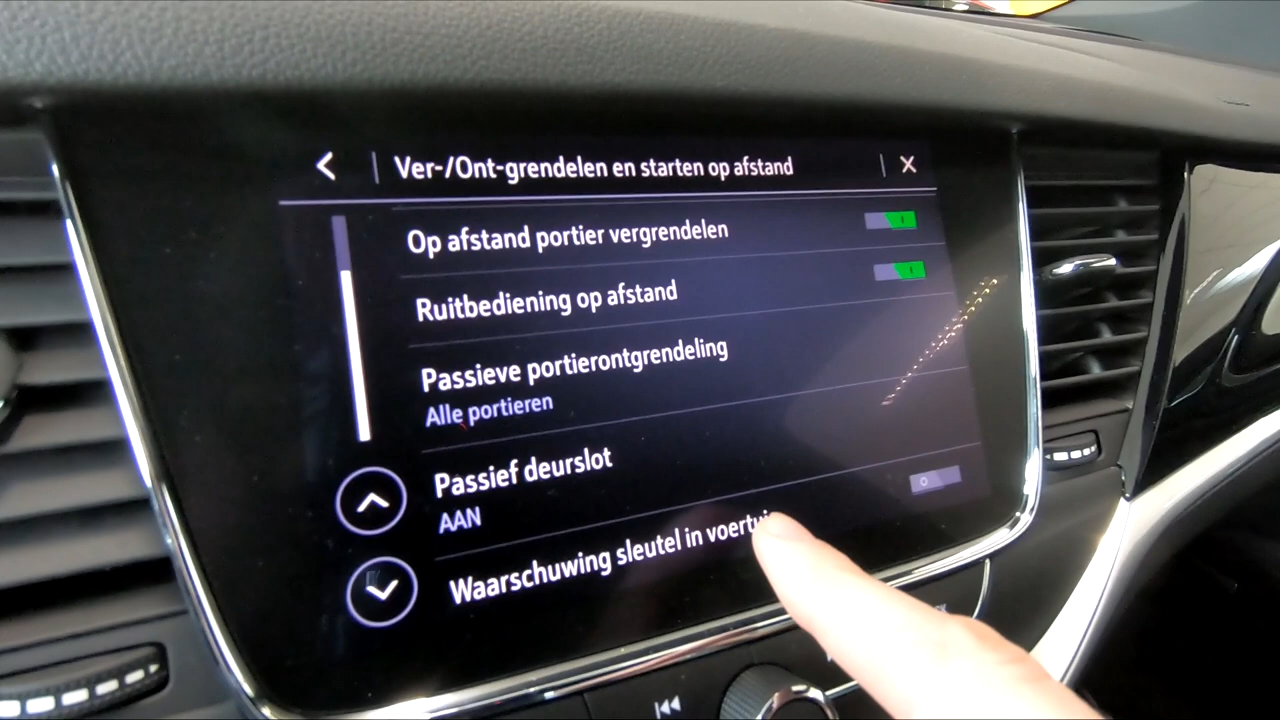 Ver-/Ont-grendelen en starten op afstand
Op afstand portier vergrendelen
Ruitbediening op afstand
Passieve portierontgrendeling
Alle portieren
Passief deurslot
AAN
Waarschuwing sleutel in